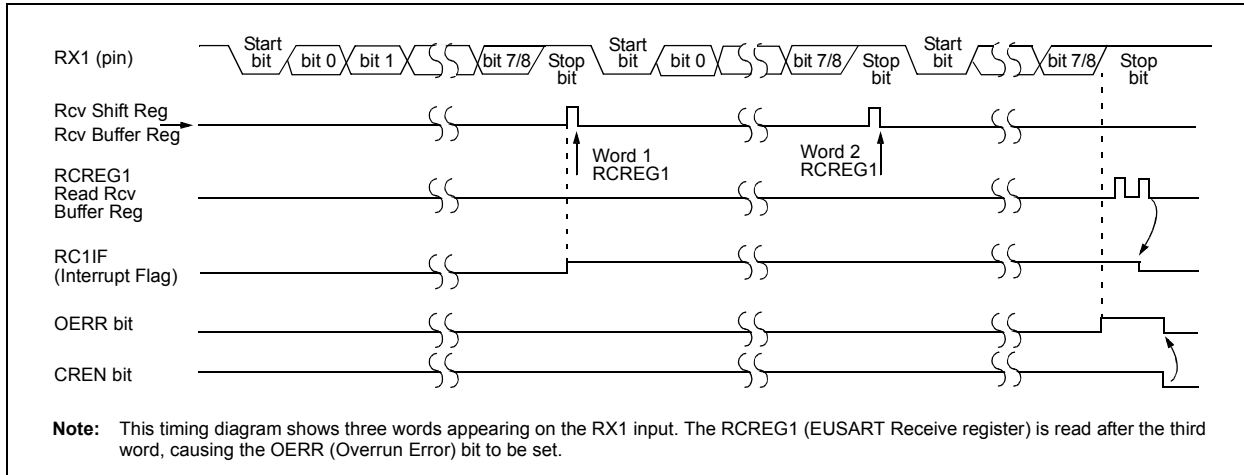 RX1 (pin)
Start
bit
bit 0
bit 1
bit 7/8
Stop
bit
Start
bit
bit 0
bit 7/8
Stop
bit
Start
bit
bit 7/8
Stop
bit
Rcv Shift Reg
Rcv Buffer Reg
Word 1
RCREG1
Word 2
RCREG1
RCREG1
Read Rcv
Buffer Reg
RC1IF
(Interrupt Flag)
OERR bit
CREN bit
Note: This timing diagram shows three words appearing on the RX1 input. The RCREG1 (EUSART Receive register) is read after the third
word, causing the OERR (Overrun Error) bit to be set.